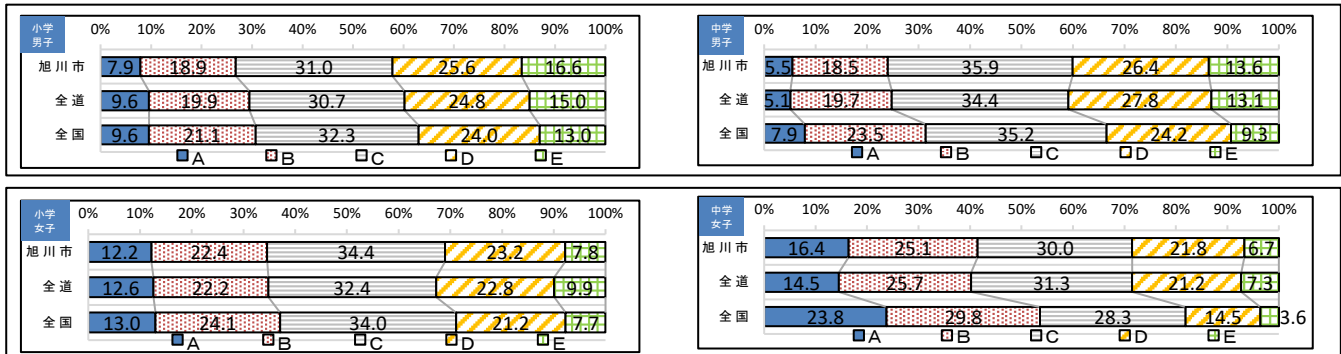 小学
男子
0% 10% 20% 30% 40% 50% 60% 70% 80% 90% 100%
旭川市 7.9 18.9 31.0 25.6 16.6
全道 9.6 19.9 30.7 24.8 15.0
全国 9.6 21.1 32.3 24.0 13.0
A B C D E
中学
男子
0% 10% 20% 30% 40% 50% 60% 70% 80% 90% 100%
旭川市 5.5 18.5 35.9 26.4 13.6
全道 5.1 19.7 34.4 27.8 13.1
全国 7.9 23.5 35.2 24.2 9.3
A B C D E
小学
女子
0% 10% 20% 30% 40% 50% 60% 70% 80% 90% 100%
旭川市 12.2 22.4 34.4 23.2 7.8
全道 12.6 22.2 32.4 22.8 9.9
全国 13.0 24.1 34.0 21.2 7.7
A B C D E
中学
女子
0% 10% 20% 30% 40% 50% 60% 70% 80% 90% 100%
旭川市 16.4 25.1 30.0 21.8 6.7
全道 14.5 25.7 31.3 21.2 7.3
全国 23.8 29.8 28.3 14.5 3.6
A B C D E